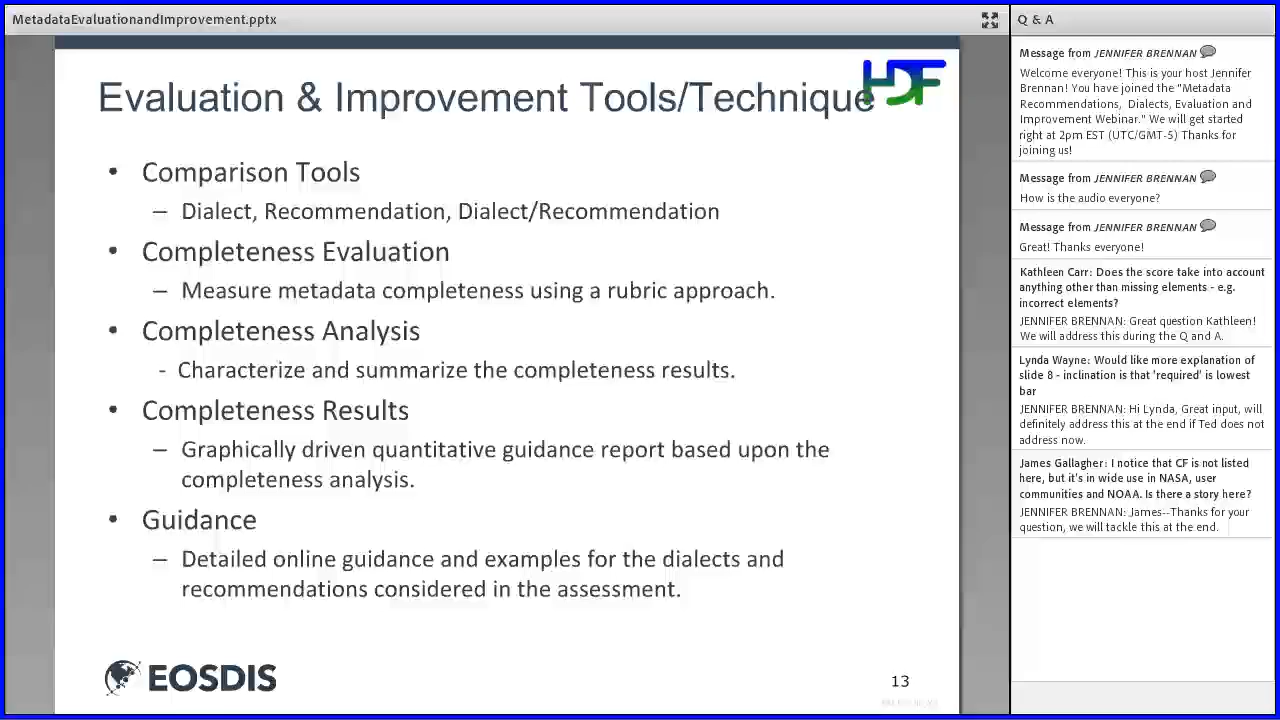 MetadataEvaluationandImprovement.pptx
Evaluation & Improvement Tools/Technique
HDF
• Comparison Tools
– Dialect, Recommendation, Dialect/Recommendation
• Completeness Evaluation
– Measure metadata completeness using a rubric approach.
• Completeness Analysis
- Characterize and summarize the completeness results.
• Completeness Results
– Graphically driven quantitative guidance report based upon the
completeness analysis.
• Guidance
– Detailed online guidance and examples for the dialects and
recommendations considered in the assessment.
EOSDIS
13
Q & A
Message from JENNIFER BRENNAN
Welcome everyone! This is your host Jennifer
Brennan! You have joined the "Metadata
Recommendations, Dialects, Evaluation and
Improvement Webinar." We will get started
right at 2pm EST (UTC/GMT-5) Thanks for
joining us!
Message from JENNIFER BRENNAN
How is the audio everyone?
Message from JENNIFER BRENNAN
Great! Thanks everyone!
Kathleen Carr: Does the score take into account
anything other than missing elements - e.g.
incorrect elements?
JENNIFER BRENNAN: Great question Kathleen!
We will address this during the Q and A.
Lynda Wayne: Would like more explanation of
slide 8 - inclination is that 'required' is lowest
bar
JENNIFER BRENNAN: Hi Lynda, Great input, will
definitely address this at the end if Ted does not
address now.
James Gallagher: I notice that CF is not listed
here, but it's in wide use in NASA, user
communities and NOAA. Is there a story here?
JENNIFER BRENNAN: James--Thanks for your
question, we will tackle this at the end.